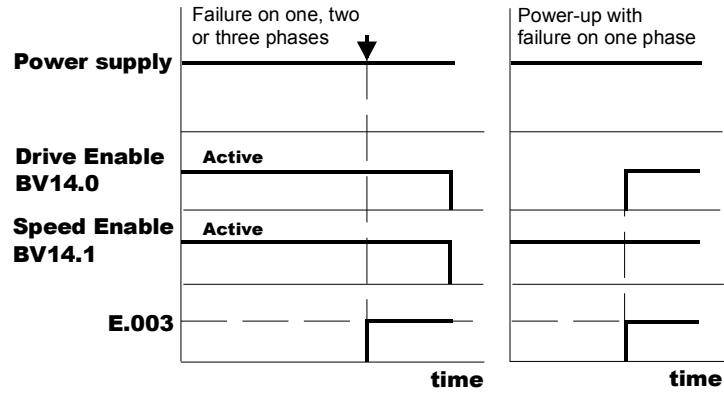 Failure on one, two
or three phases
Power-up with
failure on one phase
Power supply
Drive Enable
BV14.0
Active
Speed Enable
BV14.1
Active
E.003
time
time